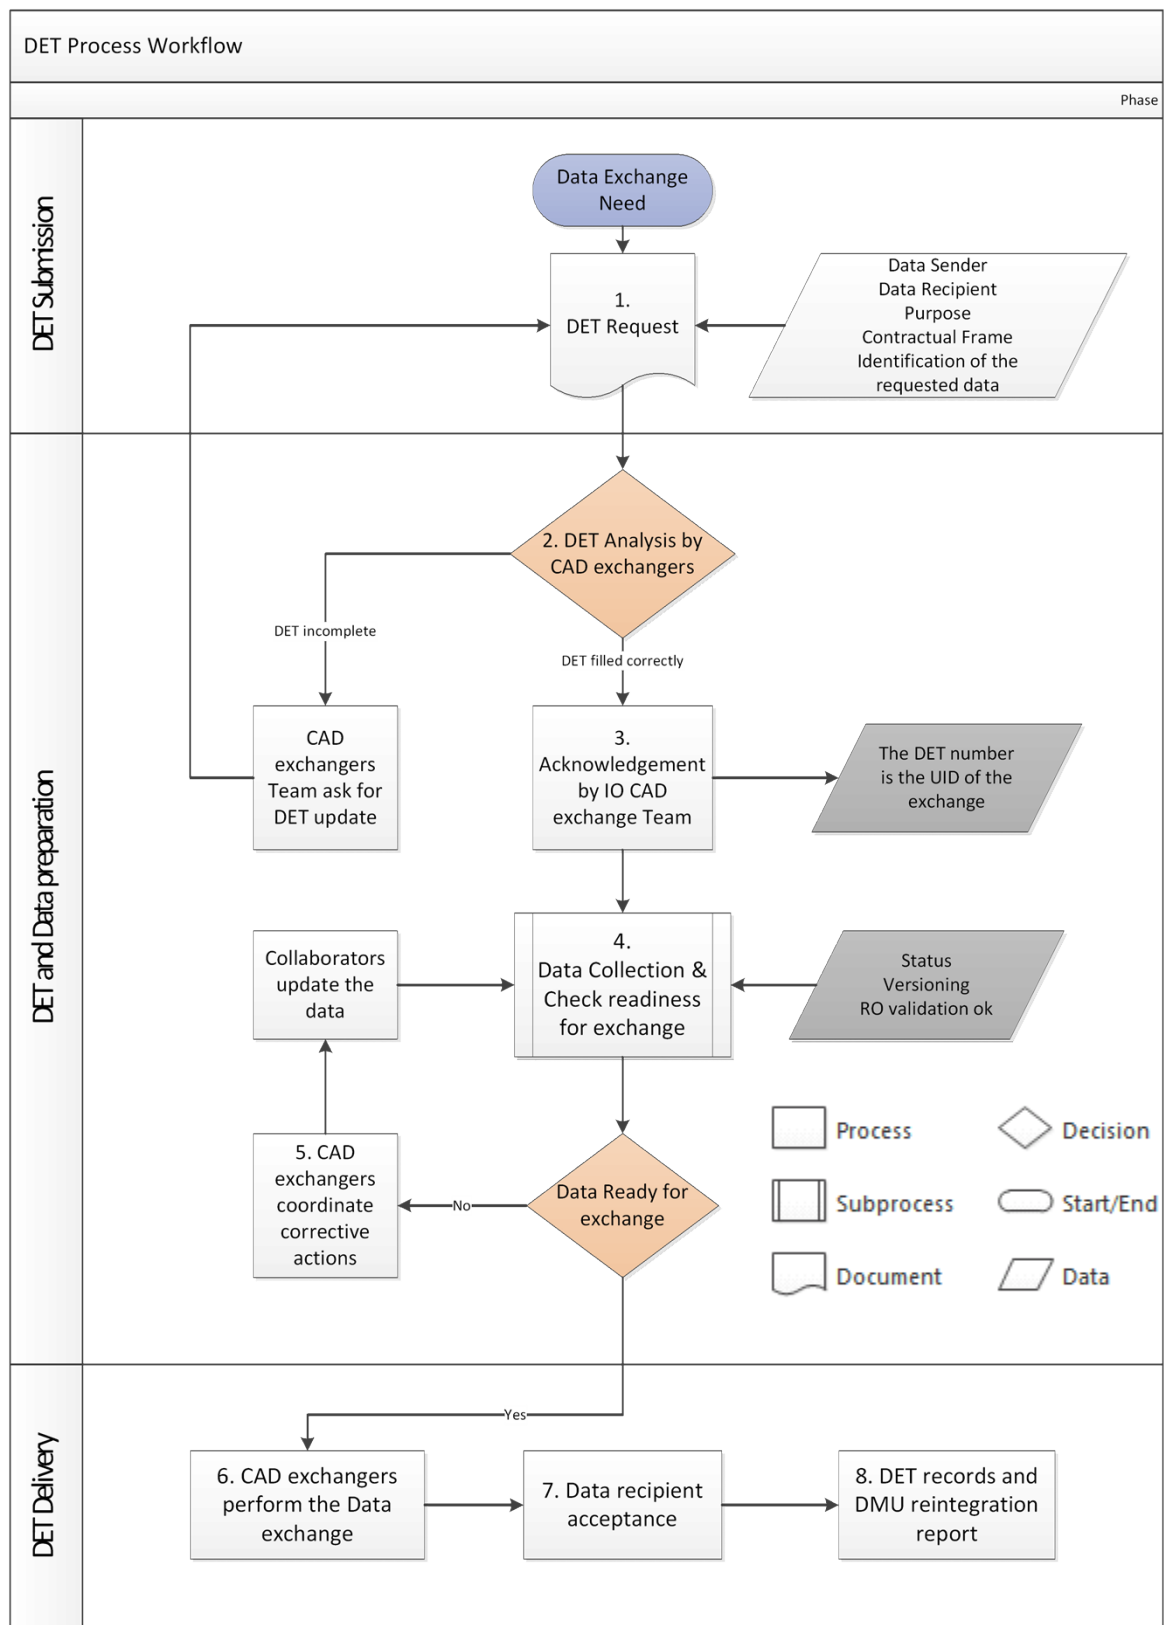 DET Process Workflow
Phase
DET Submission
Data Exchange
Need
1.
DET Request
Data Sender
Data Recipient
Purpose
Contractual Frame
Identification of the
requested data
DET and Data preparation
2. DET Analysis by
CAD exchangers
DET incomplete
DET filled correctly
CAD
exchangers
Team ask for
DET update
3.
Acknowledgement
by IO CAD
exchange Team
The DET number
is the UID of the
exchange
Collaborators
update the
data
4.
Data Collection &
Check readiness
for exchange
Status
Versioning
RO validation ok
5. CAD
exchangers
coordinate
corrective
actions
No
Data Ready for
exchange
Process
Decision
Subprocess
Start/End
Document
Data
DET Delivery
Yes
6. CAD exchangers
perform the Data
exchange
7. Data recipient
acceptance
8. DET records and
DMU reintegration
report